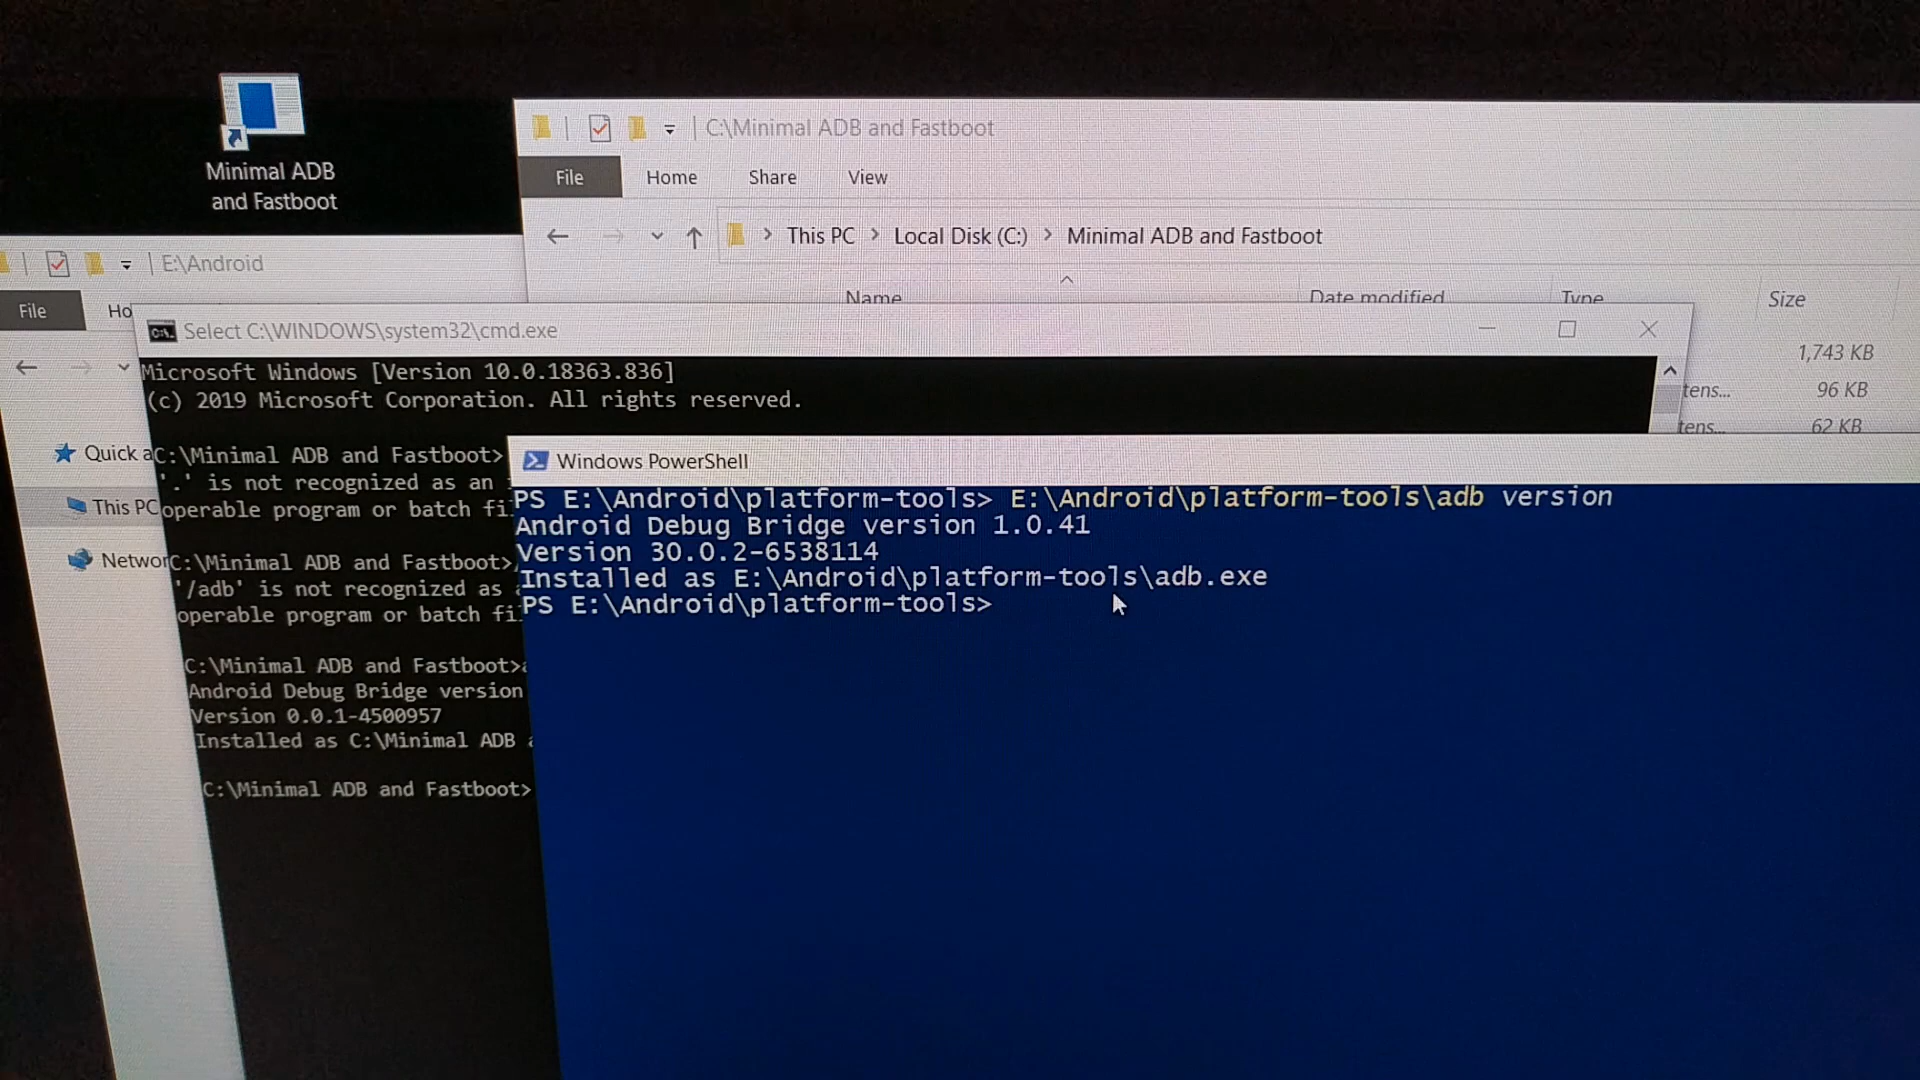 Minimal ADB
and Fastboot
C:\Minimal ADB and Fastboot
File Home Share View
This PC > Local Disk (C:) > Minimal ADB and Fastboot
Name Date modified Type Size
1,743 KB
tens... 96 KB
tens... 62 KB
E:\Android
File Ho
Quick a
This PC
Networ
Select C:\WINDOWS\system32\cmd.exe
Microsoft Windows [Version 10.0.18363.836]
(c) 2019 Microsoft Corporation. All rights reserved.
C:\Minimal ADB and Fastboot>
'.' is not recognized as an
operable program or batch fi
C:\Minimal ADB and Fastboot>
'/adb' is not recognized as
operable program or batch fi
C:\Minimal ADB and Fastboot>
Android Debug Bridge version
Version 0.0.1-4500957
Installed as C:\Minimal ADB
C:\Minimal ADB and Fastboot>
Windows PowerShell
PS E:\Android\platform-tools> E:\Android\platform-tools\adb version
Android Debug Bridge version 1.0.41
Version 30.0.2-6538114
Installed as E:\Android\platform-tools\adb.exe
PS E:\Android\platform-tools>